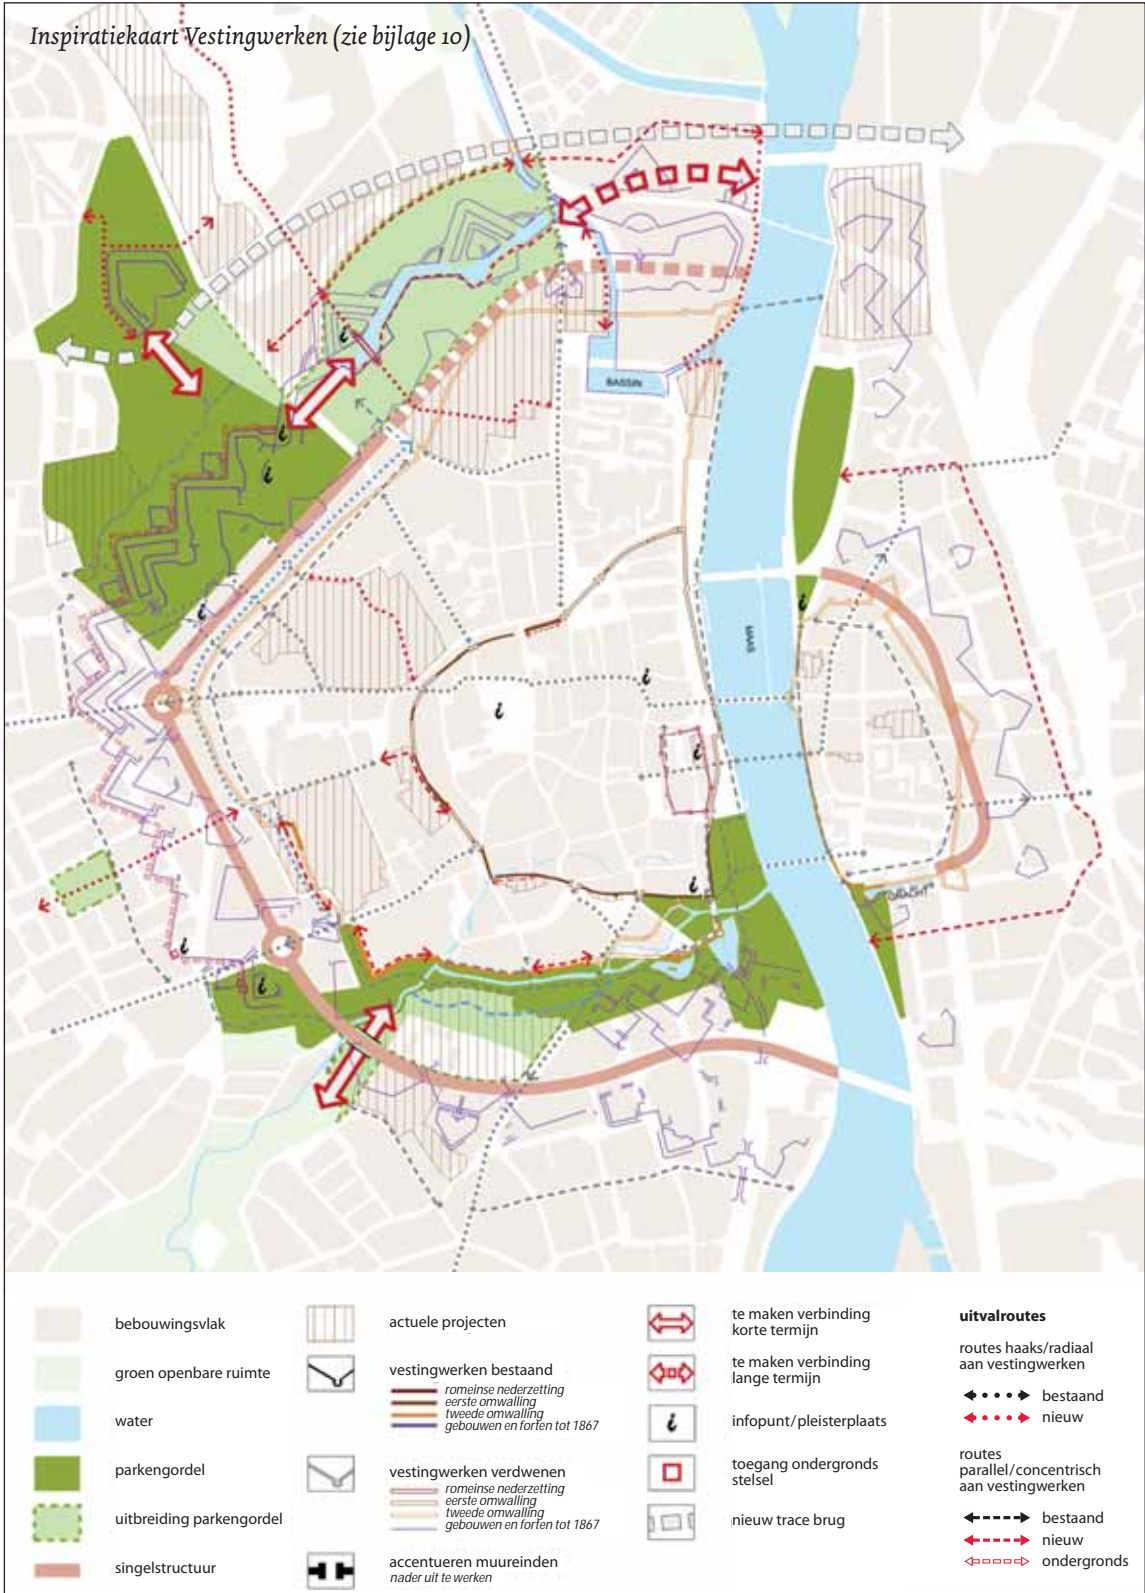 Inspiratiekaart Vestingwerken (zie bijlage 10)
BASSIN
MAAS
bebouwingsvlak
groen openbare ruimte
water
parkengordel
uitbreiding parkengordel
singelstructuur
actuele projecten
vestingwerken bestaand
romeinse nederzetting
eerste omwalling
tweede omwalling
gebouwen en forten tot 1867
vestingwerken verdwenen
romeinse nederzetting
eerste omwalling
tweede omwalling
gebouwen en forten tot 1867
accentueren muureinden
nader uit te werken
te maken verbinding
korte termijn
te maken verbinding
lange termijn
i
infopunt/pleisterplaats
toegang ondergronds
stelsel
nieuw trace brug
uitvalroutes
routes haaks/radiaal
aan vestingwerken
bestaand
nieuw
routes
parallel/concentrisch
aan vestingwerken
bestaand
nieuw
ondergronds